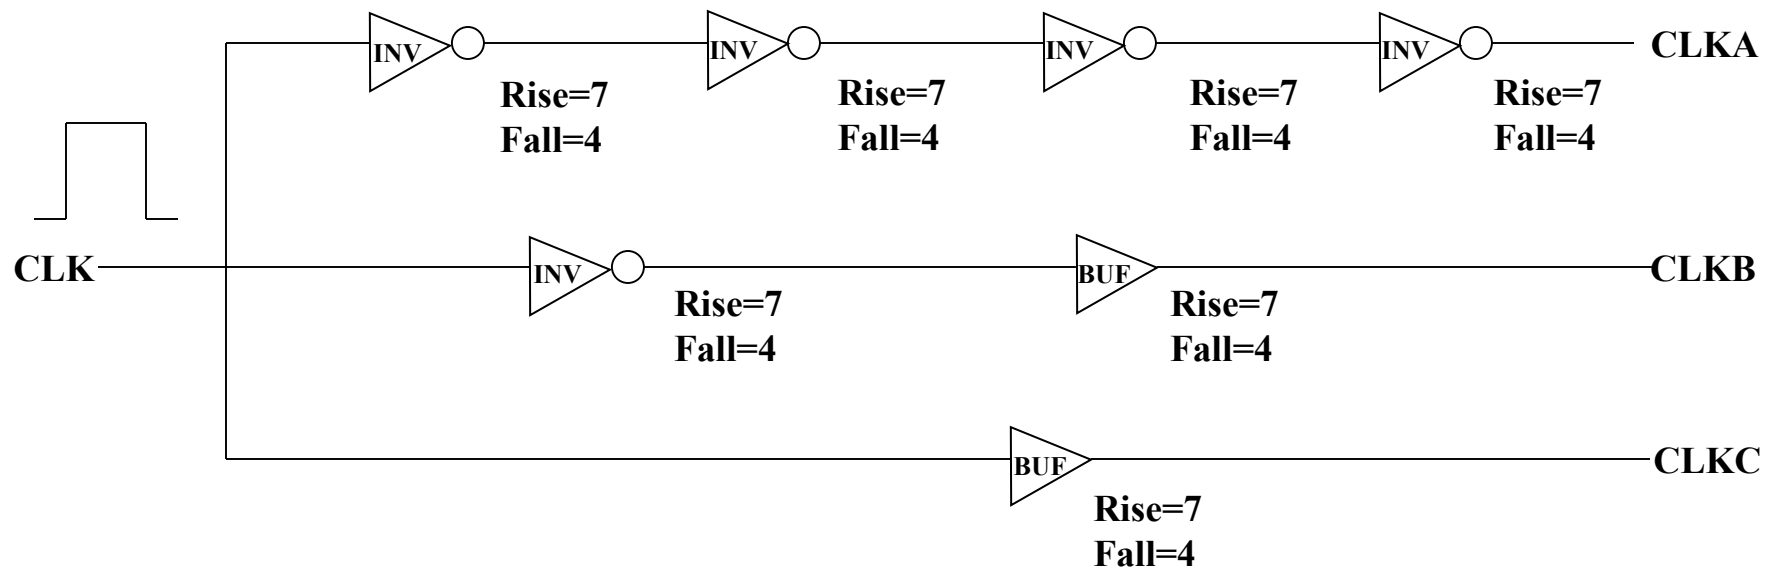 INV
INV
INV
INV
CLKA
Rise=7
Fall=4
Rise=7
Fall=4
Rise=7
Fall=4
Rise=7
Fall=4
CLK
INV
BUF
CLKB
Rise=7
Fall=4
Rise=7
Fall=4
BUF
CLKC
Rise=7
Fall=4